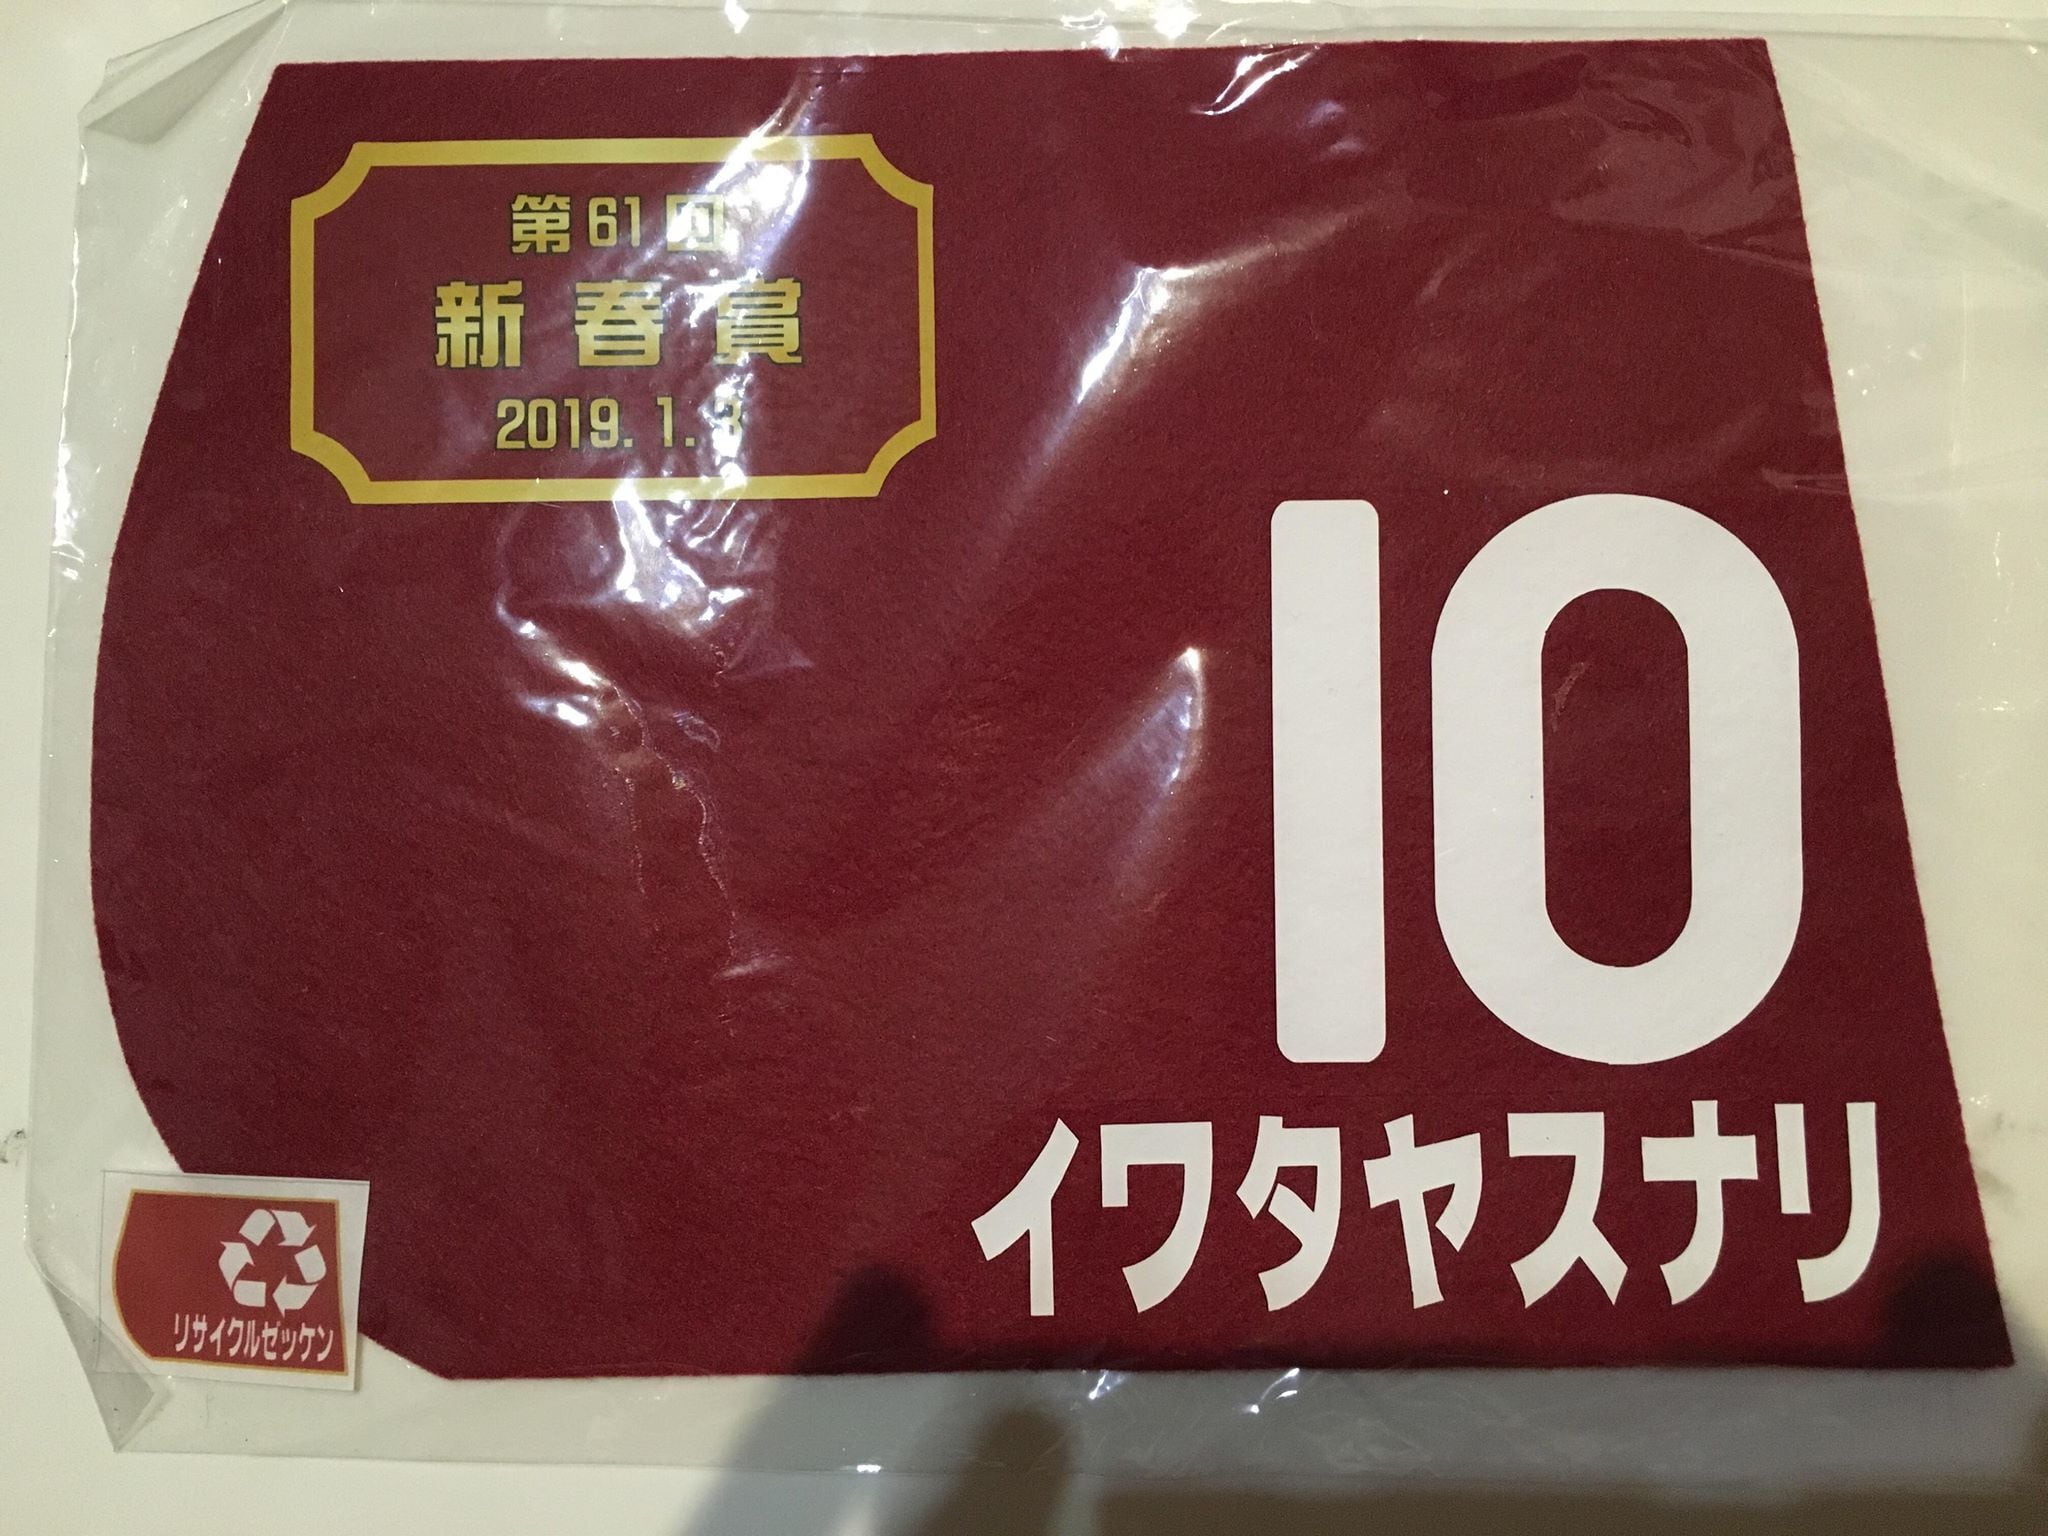 第61回
新春賞
2019.1.3
10
イワタヤスナリ
リサイクルゼッケン